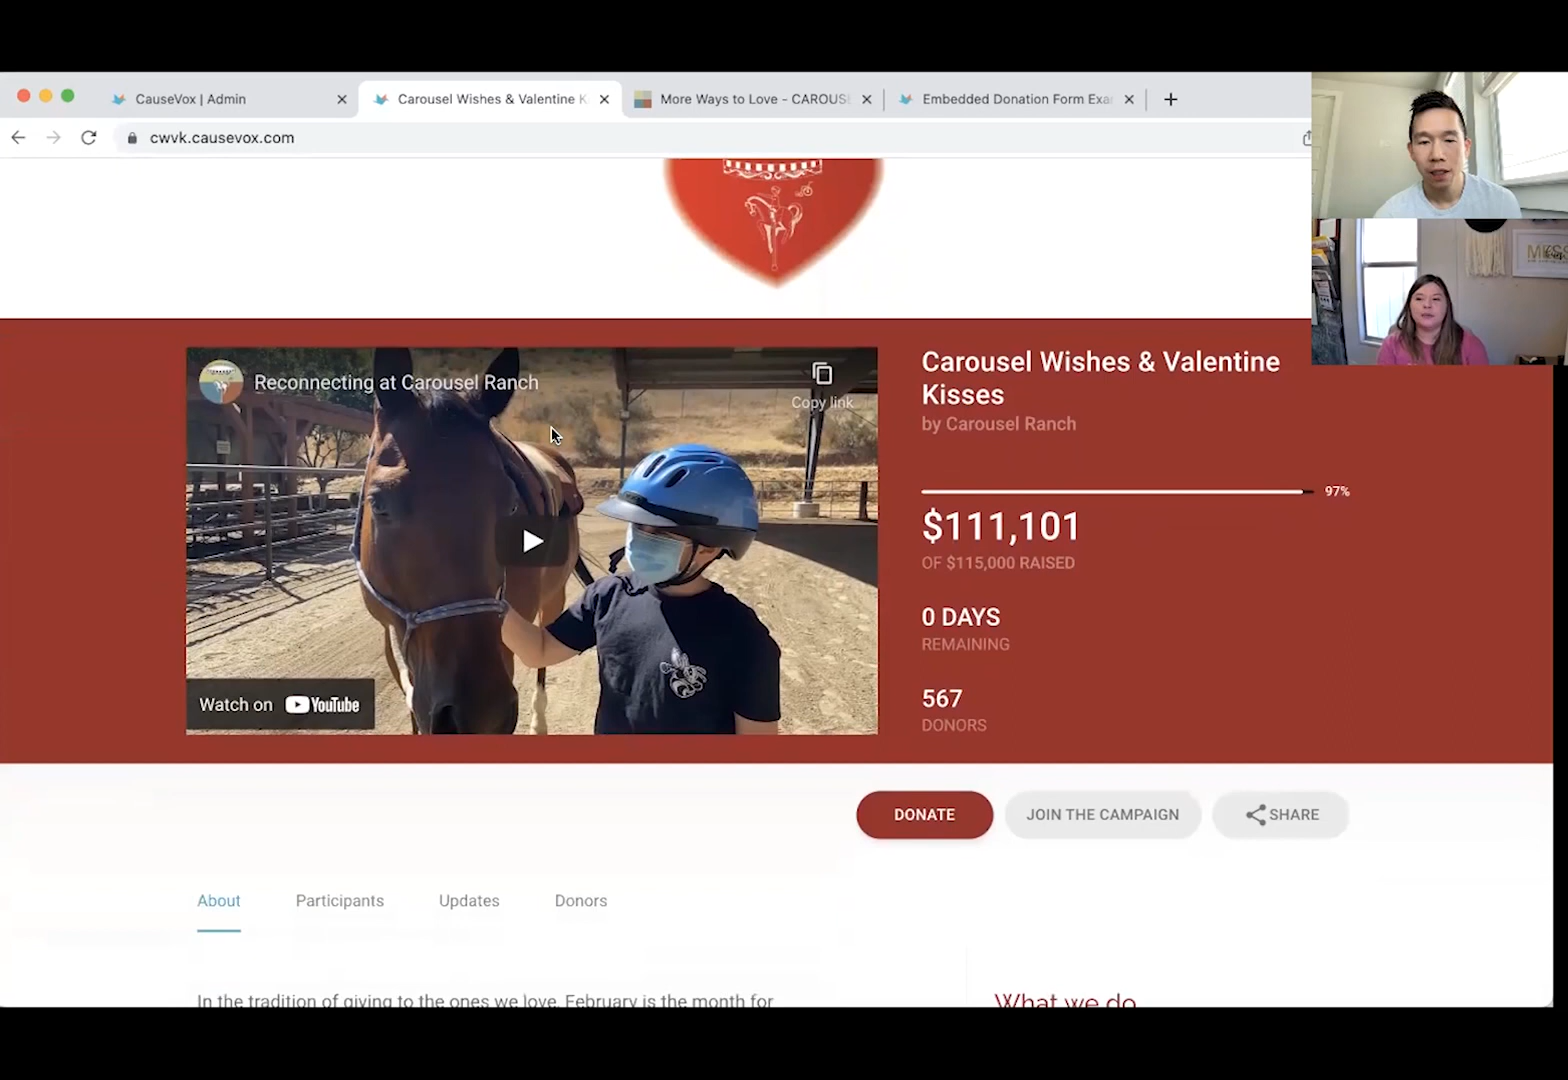 CauseVox | Admin
Carousel Wishes & Valentine K
More Ways to Love - CAROUS
Embedded Donation Form Exa
cwvk.causevox.com
Reconnecting at Carousel Ranch
Copy link
Watch on YouTube
Carousel Wishes & Valentine
Kisses
by Carousel Ranch
97%
$111,101
OF $115,000 RAISED
0 DAYS
REMAINING
567
DONORS
DONATE
JOIN THE CAMPAIGN
SHARE
About
Participants
Updates
Donors
In the tradition of giving to the ones we love, February is the month for
What we do